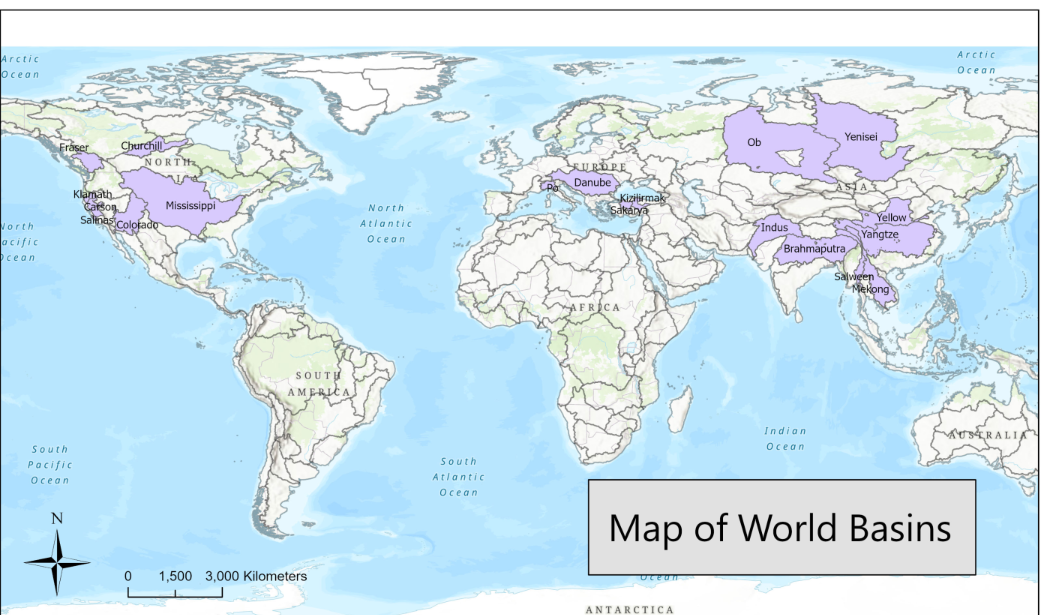 Arctic
Ocean
Arctic
Ocean
Fraser
Churchill
NORTH
Ob
Yenisei
EUROPE
ASIA
Po
Danube
Kizilirmak
Sakarya
Klamath
Carson
Salinas
Colorado
Mississippi
North
Atlantic
Ocean
North
Pacific
Ocean
Indus
Yellow
Yangtze
Brahmaputra
Salween
Mekong
AFRICA
SOUTH
AMERICA
Indian
Ocean
AUSTRALIA
South
Pacific
Ocean
South
Atlantic
Ocean
Map of World Basins
N
0 1,500 3,000 Kilometers
Ocean
ANTARCTICA